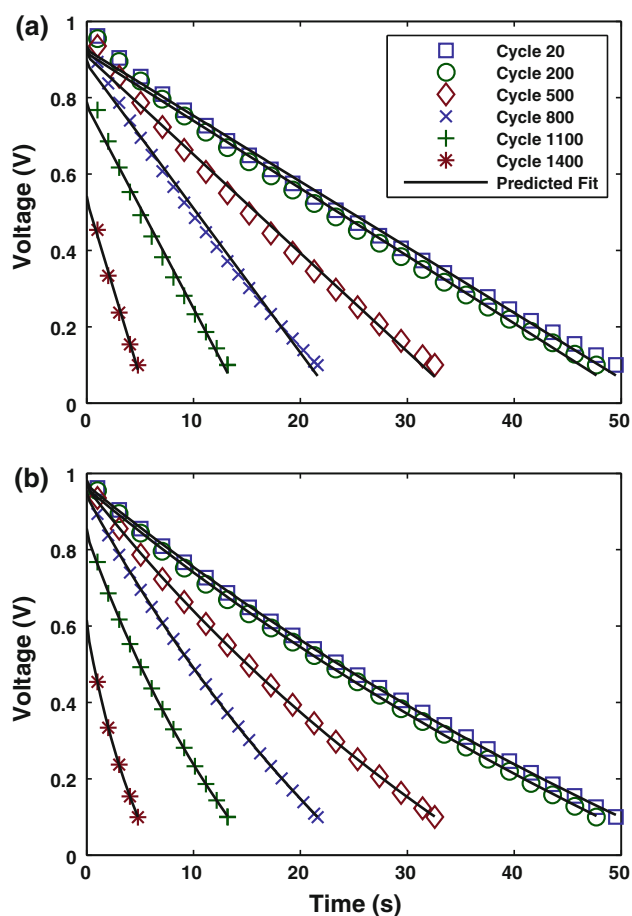 (a)
1
0.8
0.6
0.4
0.2
0
Voltage (V)
Cycle 20
Cycle 200
Cycle 500
Cycle 800
Cycle 1100
Cycle 1400
Predicted Fit
0 10 20 30 40 50
(b)
1
0.8
0.6
0.4
0.2
0
Voltage (V)
0 10 20 30 40 50
Time (s)